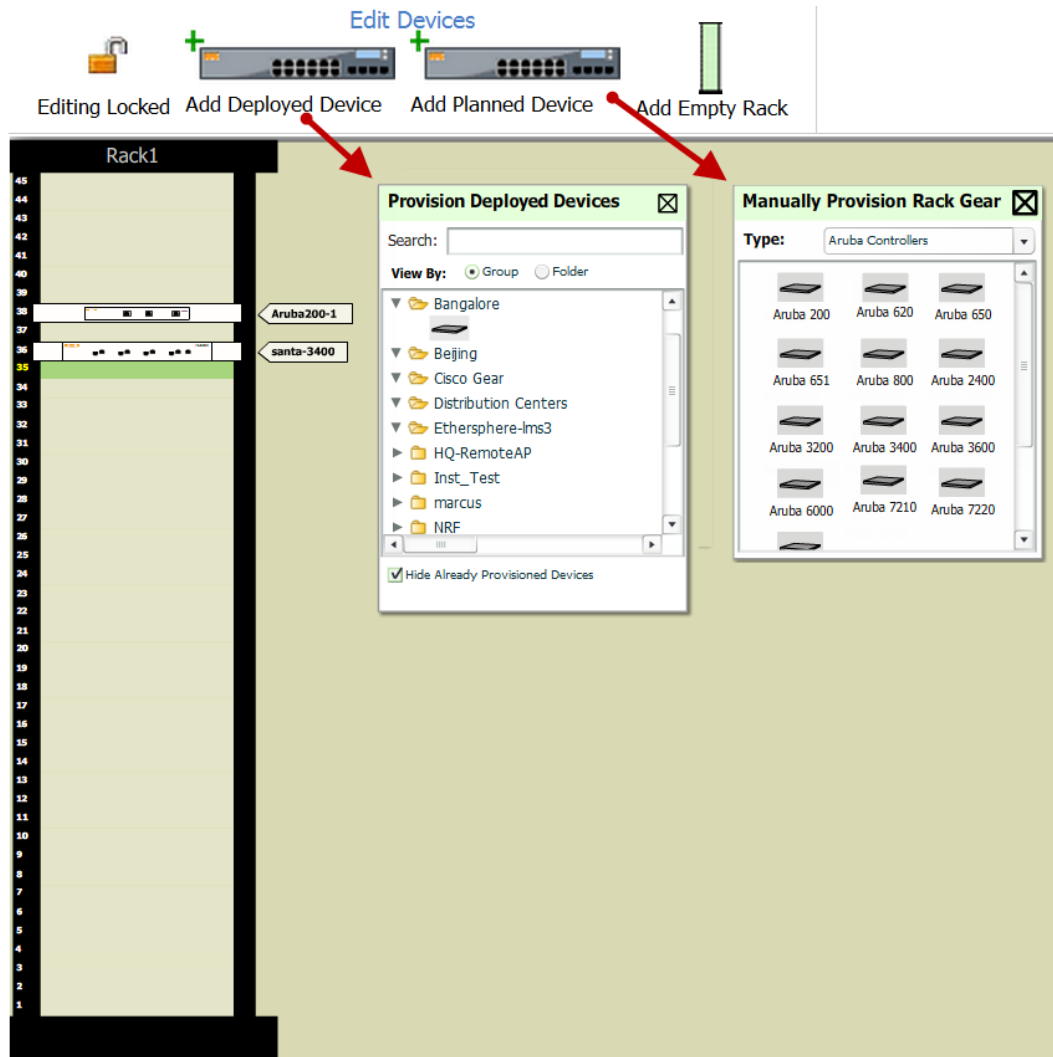 Edit Devices
Editing Locked
Add Deployed Device
Add Planned Device
Add Empty Rack
Rack1
45
44
43
42
41
40
39
38
37
36
35
34
33
32
31
30
29
28
27
26
25
24
23
22
21
20
19
18
17
16
15
14
13
12
11
10
9
8
7
6
5
4
3
2
1
Aruba200-1
santa-3400
Provision Deployed Devices
Search:
View By: Group Folder
Bangalore
Beijing
Cisco Gear
Distribution Centers
Ethersphere-lms3
HQ-RemoteAP
Inst_Test
marcus
NRF
Hide Already Provisioned Devices
Manually Provision Rack Gear
Type: Aruba Controllers
Aruba 200 Aruba 620 Aruba 650
Aruba 651 Aruba 800 Aruba 2400
Aruba 3200 Aruba 3400 Aruba 3600
Aruba 6000 Aruba 7210 Aruba 7220